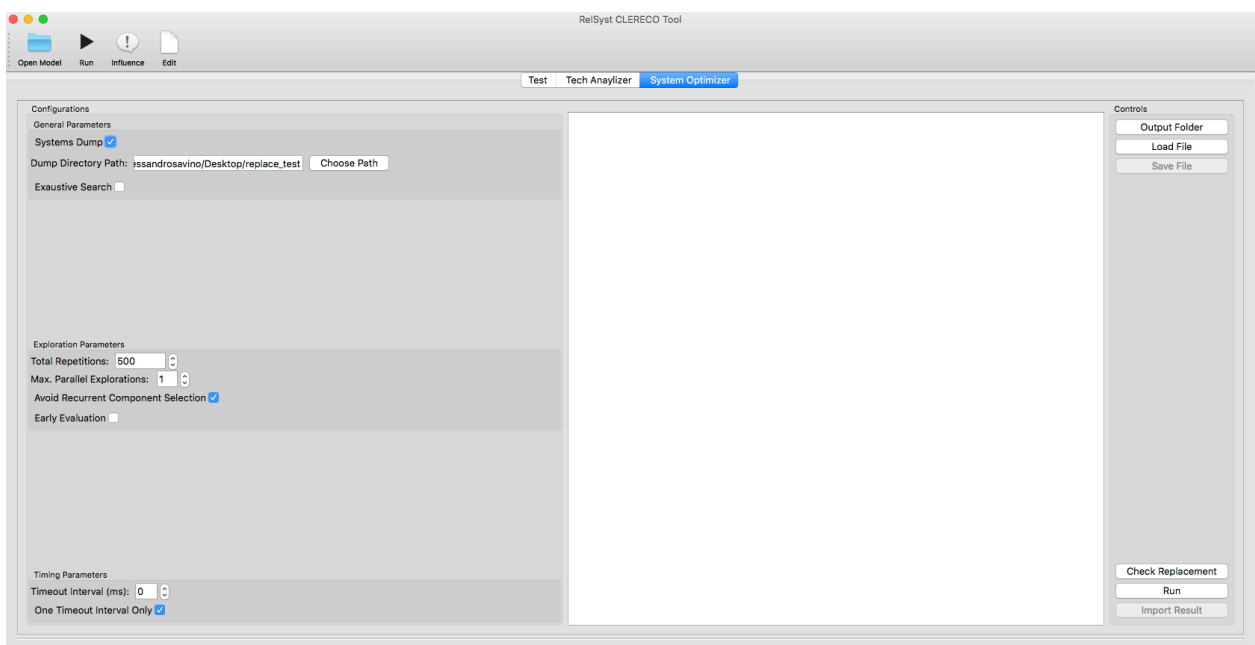 RelSyst CLERECO Tool
Open Model Run Influence Edit
Test Tech Anaylizer System Optimizer
Configurations
General Parameters
Systems Dump
Dump Directory Path: essandrosavino/Desktop/replace_test Choose Path
Exaustive Search
Exploration Parameters
Total Repetitions: 500
Max. Parallel Explorations: 1
Avoid Recurrent Component Selection
Early Evaluation
Timing Parameters
Timeout Interval (ms): 0
One Timeout Interval Only
Controls
Output Folder
Load File
Save File
Check Replacement
Run
Import Result